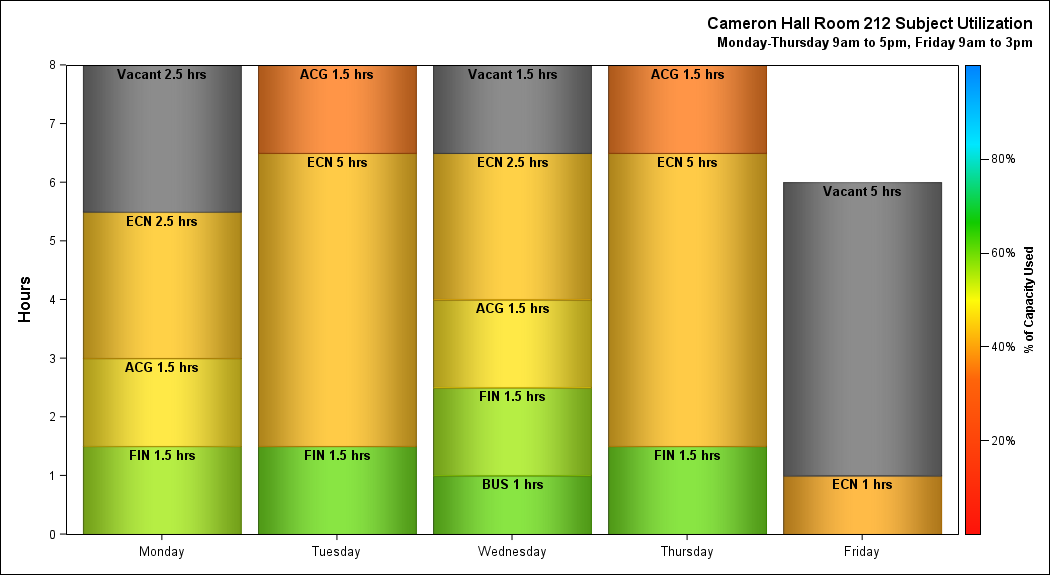 Cameron Hall Room 212 Subject Utilization
Monday-Thursday 9am to 5pm, Friday 9am to 3pm
Hours
8
7
6
5
4
3
2
1
0
Vacant 2.5 hrs
ECN 2.5 hrs
ACG 1.5 hrs
FIN 1.5 hrs
ACG 1.5 hrs
ECN 5 hrs
FIN 1.5 hrs
Vacant 1.5 hrs
ECN 2.5 hrs
ACG 1.5 hrs
FIN 1.5 hrs
BUS 1 hrs
ACG 1.5 hrs
ECN 5 hrs
FIN 1.5 hrs
Vacant 5 hrs
ECN 1 hrs
Monday
Tuesday
Wednesday
Thursday
Friday
80%
60%
40%
20%
% of Capacity Used